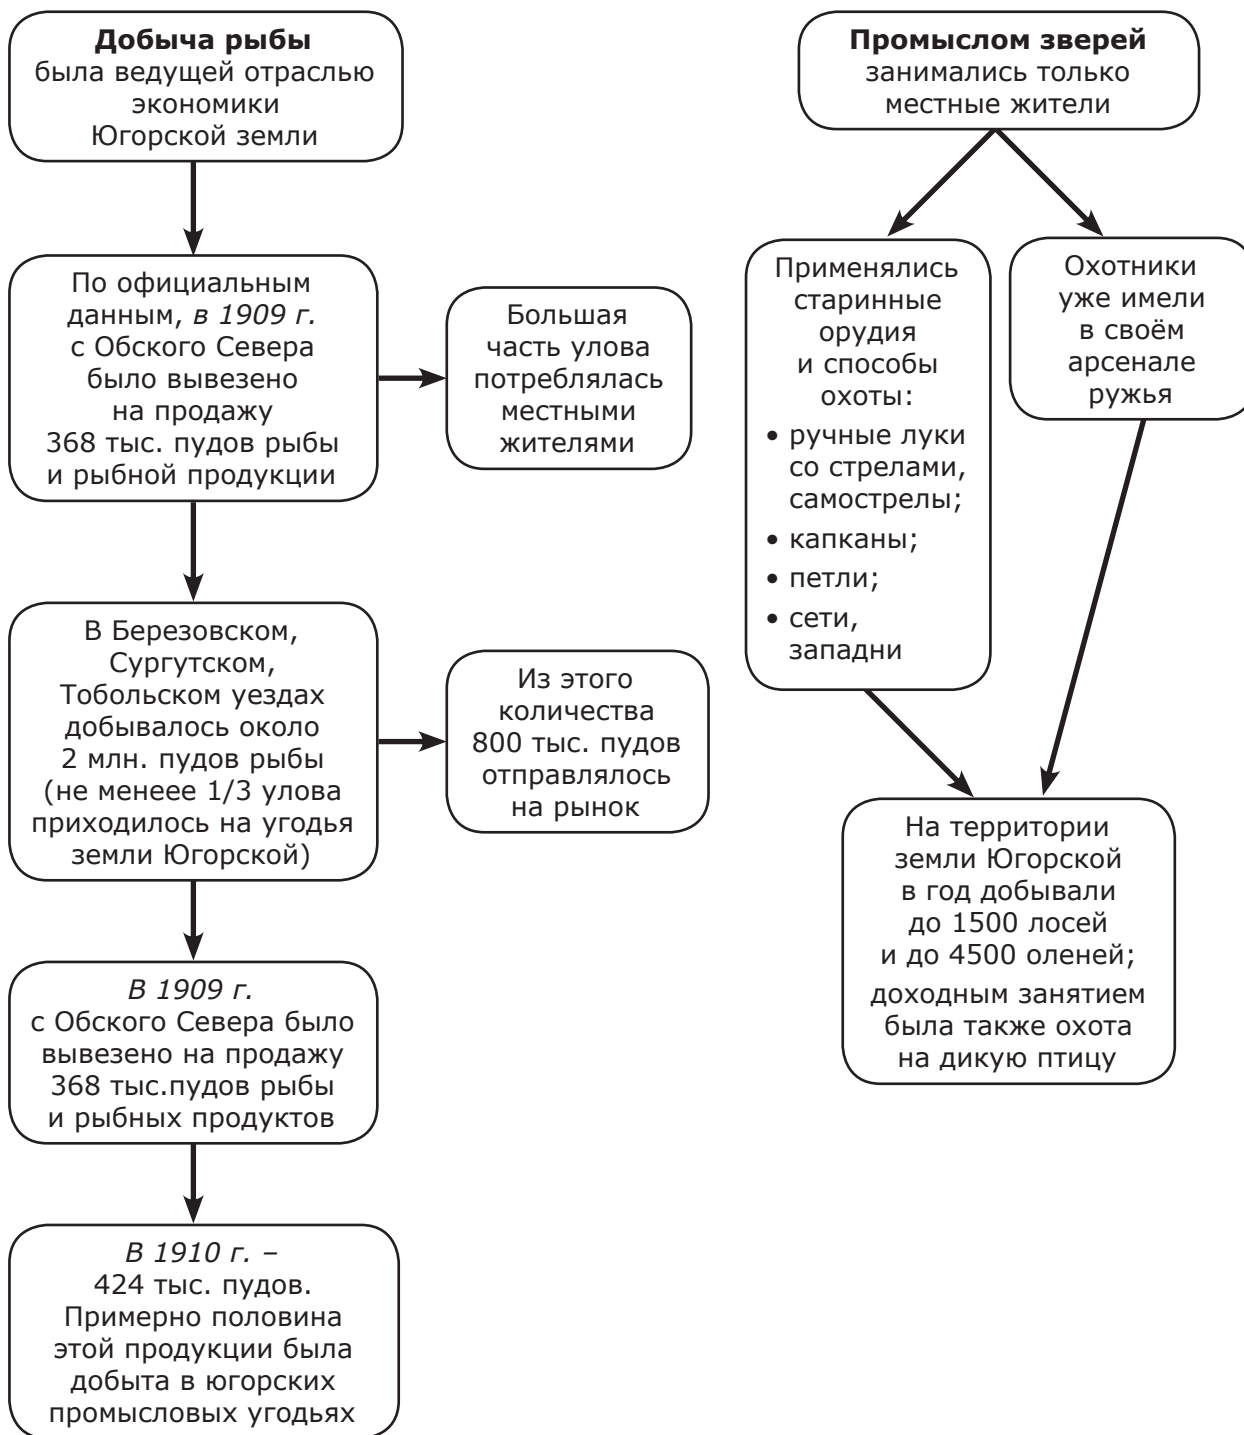 Добыча рыбы
была ведущей отраслью
экономики
Югорской земли
По официальным
данным, в 1909 г.
с Обского Севера
было вывезено
на продажу
368 тыс. пудов рыбы
и рыбной продукции
Большая
часть улова
потреблялась
местными
жителями
В Березовском,
Сургутском,
Тобольском уездах
добывалось около
2 млн. пудов рыбы
(не менеее 1/3 улова
приходилось на угодья
земли Югорской)
Из этого
количества
800 тыс. пудов
отправлялось
на рынок
В 1909 г.
с Обского Севера было
вывезено на продажу
368 тыс.пудов рыбы
и рыбных продуктов
В 1910 г. –
424 тыс. пудов.
Примерно половина
этой продукции была
добыта в югорских
промысловых угодьях
Промыслом зверей
занимались только
местные жители
Применялись
старинные
орудия
и способы
охоты:
• ручные луки
со стрелами,
самострелы;
• капканы;
• петли;
• сети,
западни
Охотники
уже имели
в своём
арсенале
ружья
На территории
земли Югорской
в год добывали
до 1500 лосей
и до 4500 оленей;
доходным занятием
была также охота
на дикую птицу